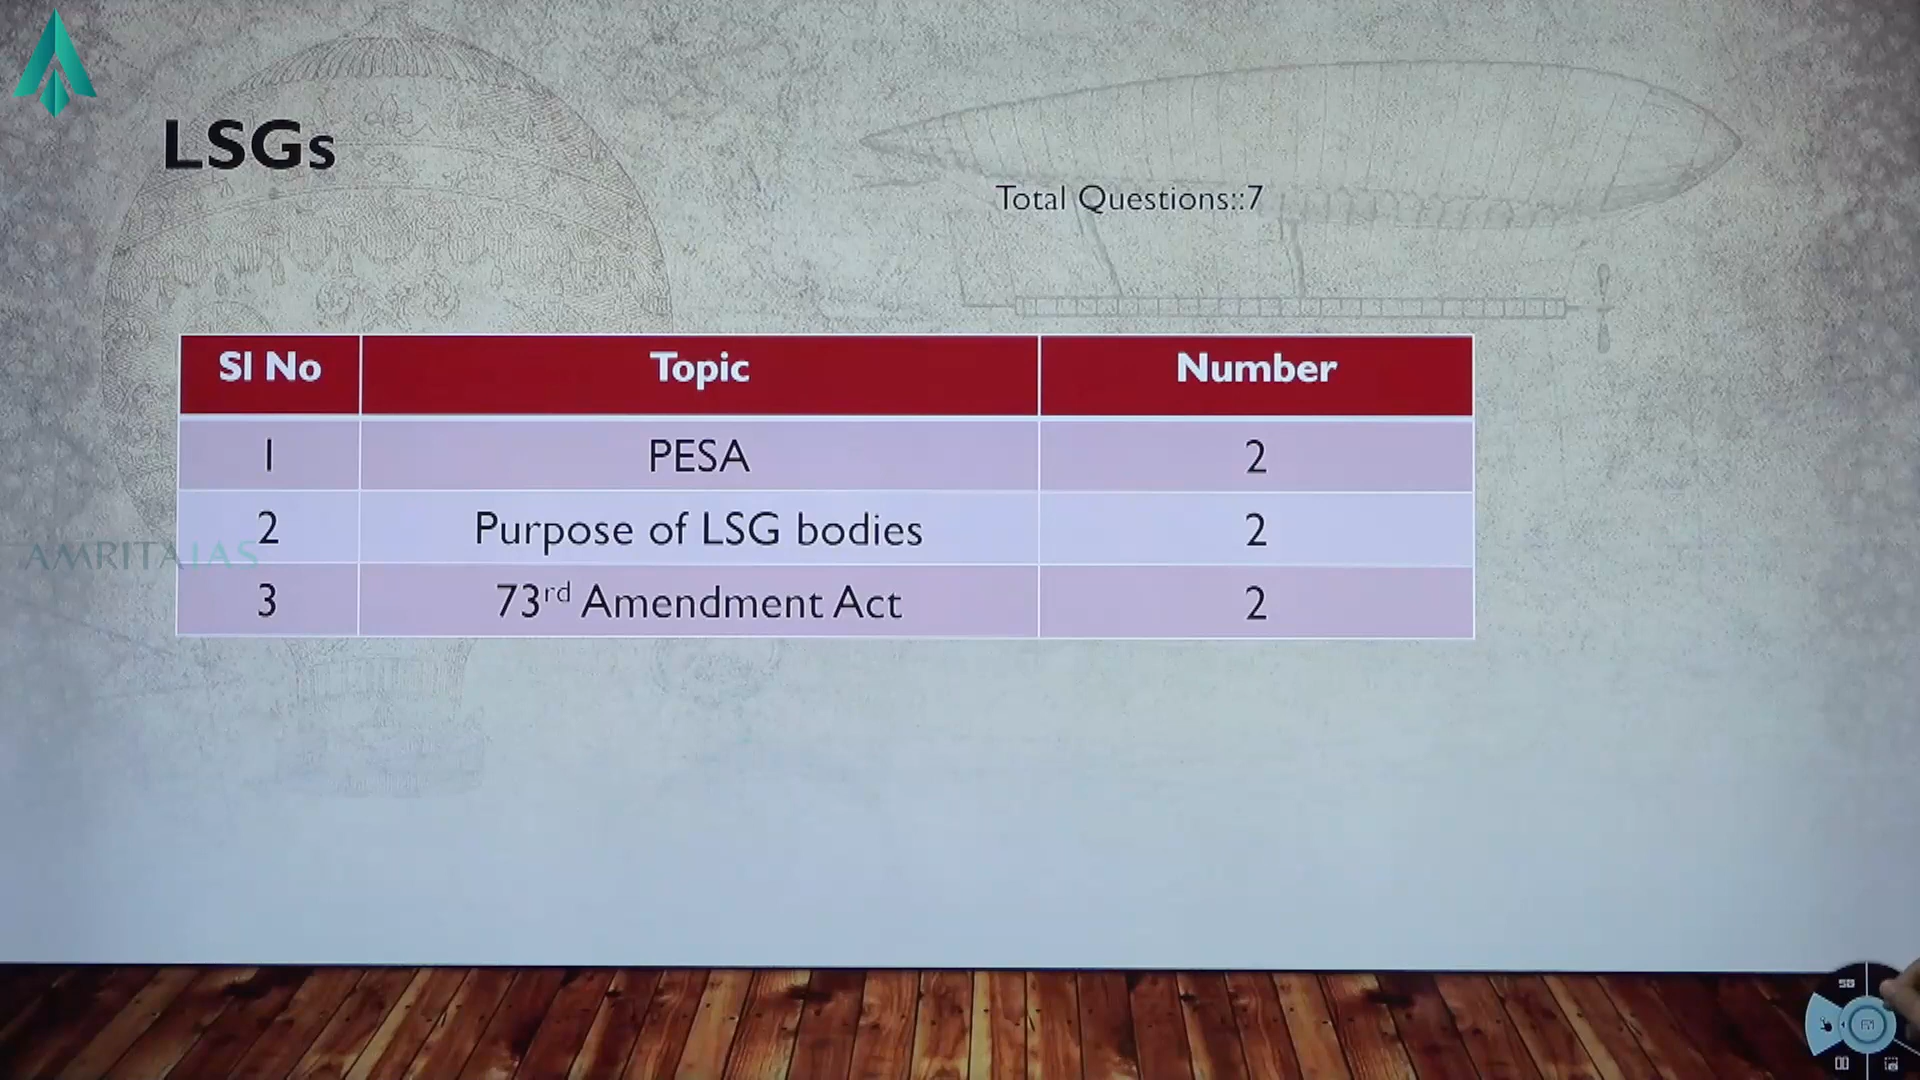 LSGs
Total Questions::7
Sl No Topic Number
1 PESA 2
2 Purpose of LSG bodies 2
AMRITA IAS
3 73rd Amendment Act 2